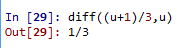 In [29]: diff((u+1)/3,u)
Out[29]: 1/3